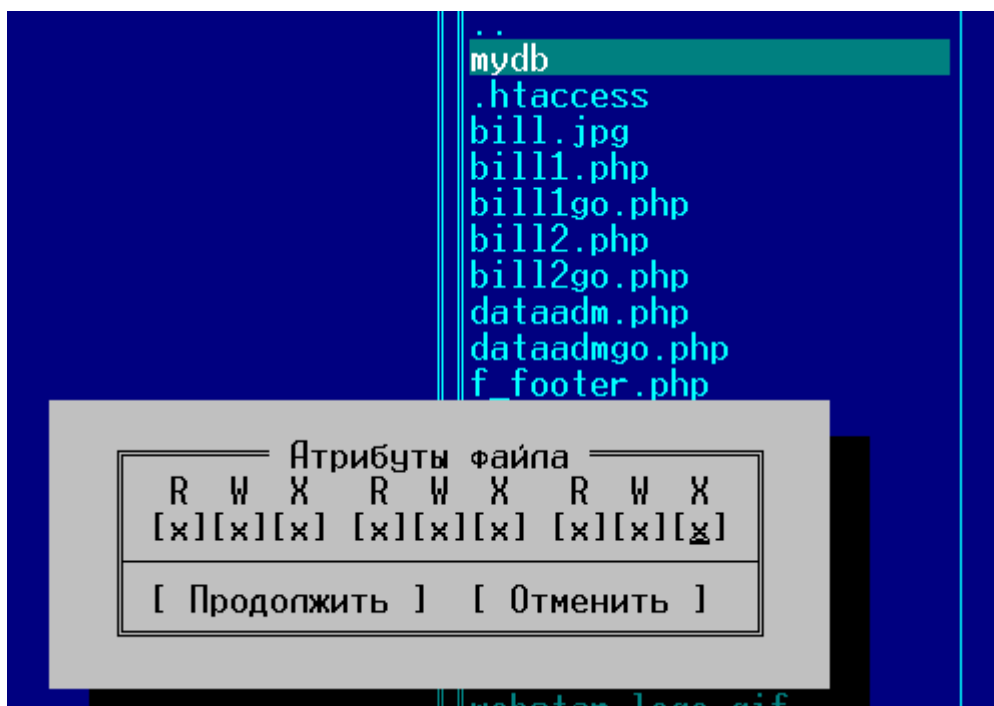 ..
mydb
.htaccess
bill.jpg
bill1.php
bill1go.php
bill2.php
bill2go.php
dataadm.php
dataadmgo.php
f_footer.php
Атрибуты файла
R W X R W X R W X
[x][x][x] [x][x][x] [x][x][x]
[ Продолжить ] [ Отменить ]